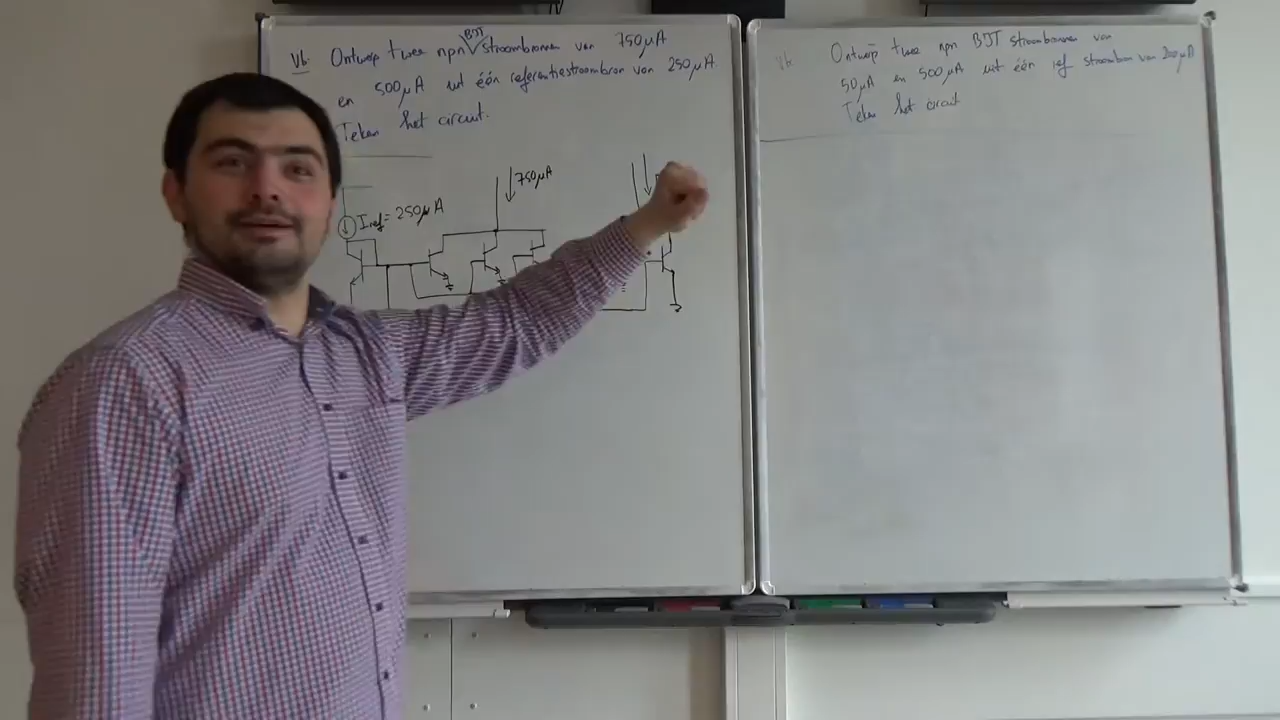 Vb. Ontwerp twee npn BJT stroombronnen van 750μA
en 500μA uit één referentiestroombron van 250μA
Teken het circuit.
Iref = 250μA
750μA
Vb. Ontwerp twee npn BJT stroombronnen van
50μA en 500μA uit één ref stroombron van 200μA
Teken het circuit